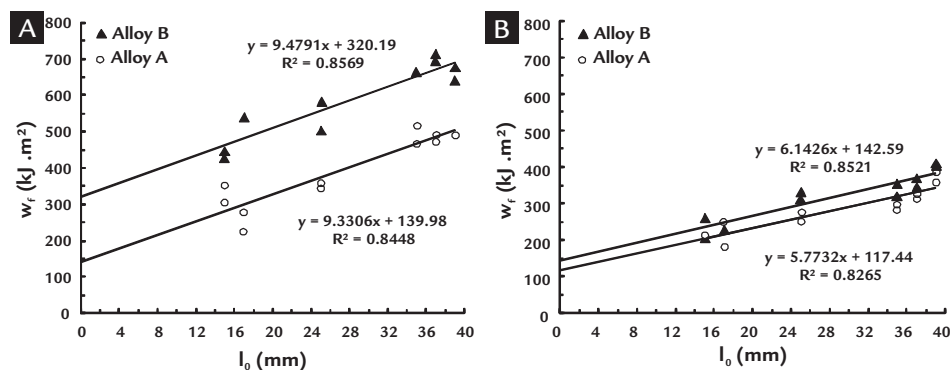 A
▲ Alloy B
○ Alloy A
y = 9.4791x + 320.19
R² = 0.8569
y = 9.3306x + 139.98
R² = 0.8448
w_f (kJ .m²)
800
700
600
500
400
300
200
100
0
0 4 8 12 16 20 24 28 32 36 40
l₀ (mm)
B
▲ Alloy B
○ Alloy A
y = 6.1426x + 142.59
R² = 0.8521
y = 5.7732x + 117.44
R² = 0.8265
w_f (kJ .m²)
800
700
600
500
400
300
200
100
0
0 4 8 12 16 20 24 28 32 36 40
l₀ (mm)